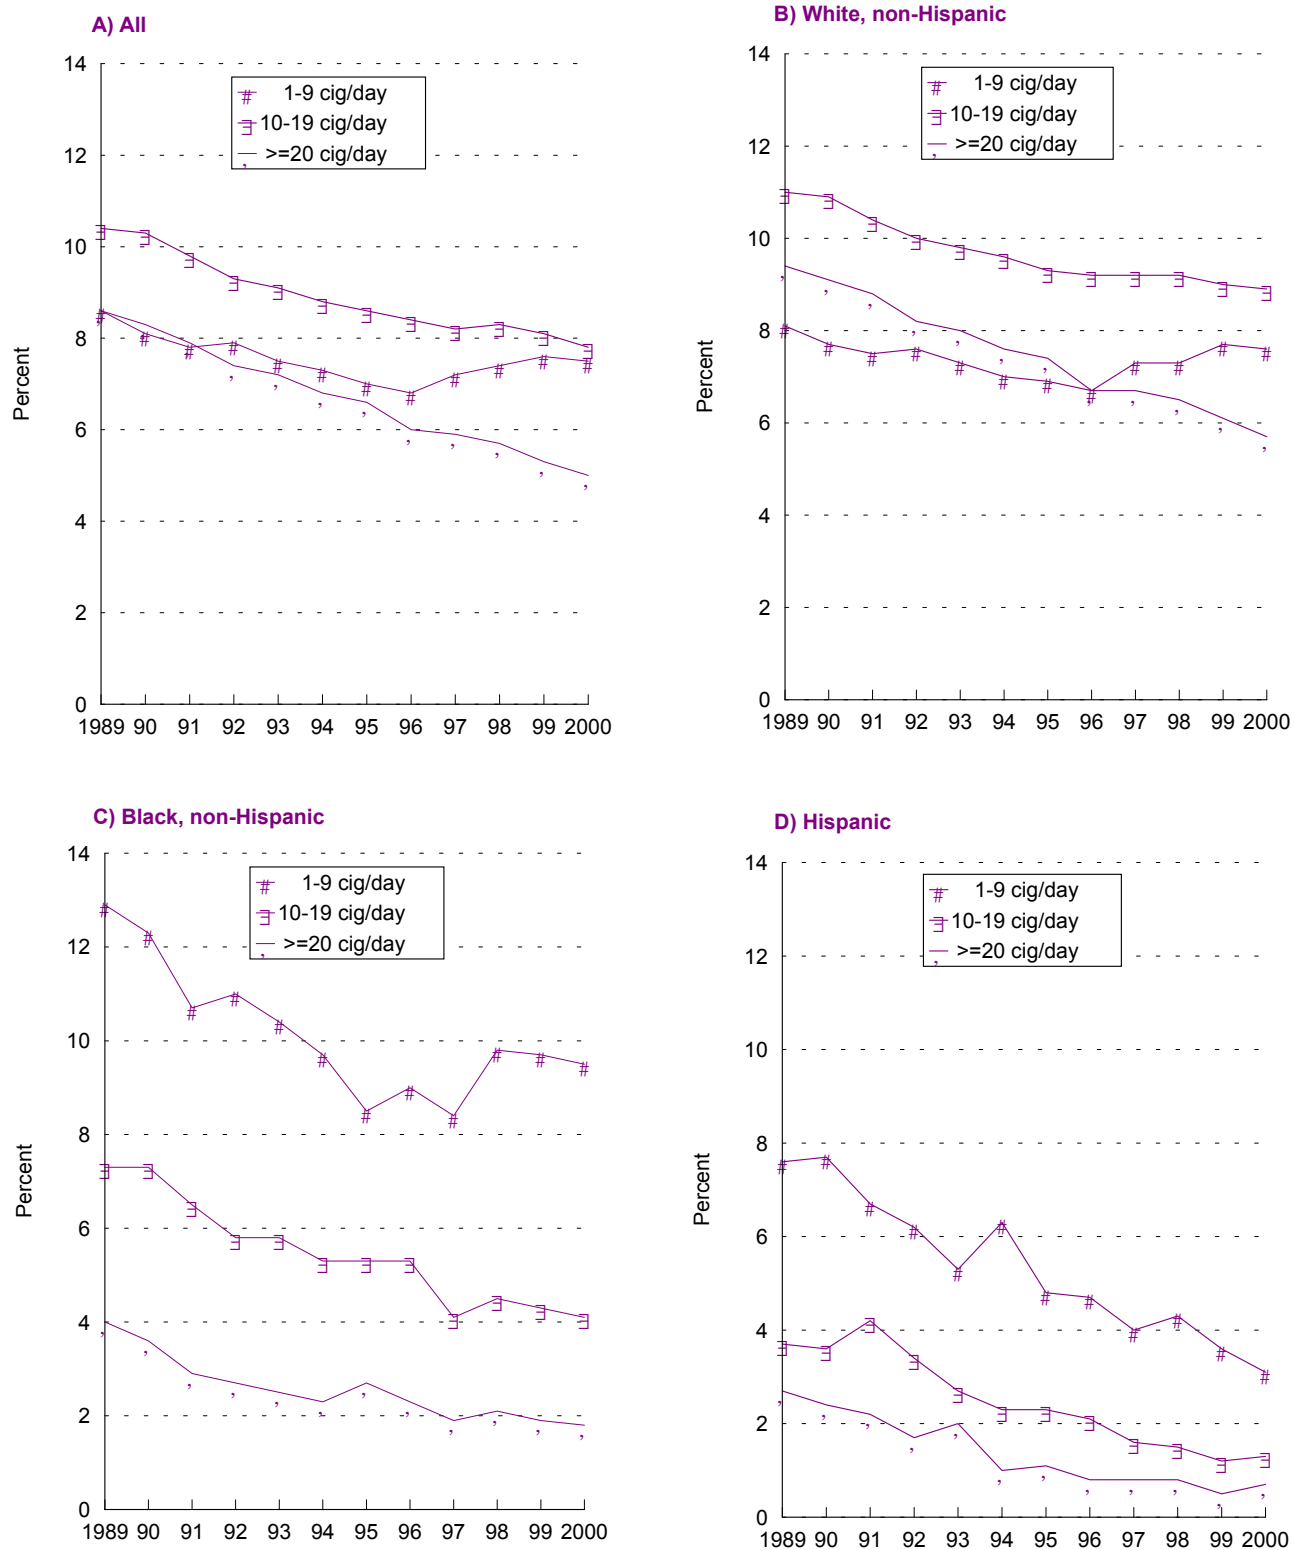 A) All
14
12
10
8
6
4
2
0
Percent
# 1-9 cig/day
10-19 cig/day
, >=20 cig/day
1989 90 91 92 93 94 95 96 97 98 99 2000
B) White, non-Hispanic
14
12
10
8
6
4
2
0
Percent
# 1-9 cig/day
10-19 cig/day
, >=20 cig/day
1989 90 91 92 93 94 95 96 97 98 99 2000
C) Black, non-Hispanic
14
12
10
8
6
4
2
0
Percent
# 1-9 cig/day
10-19 cig/day
, >=20 cig/day
1989 90 91 92 93 94 95 96 97 98 99 2000
D) Hispanic
14
12
10
8
6
4
2
0
Percent
# 1-9 cig/day
10-19 cig/day
, >=20 cig/day
1989 90 91 92 93 94 95 96 97 98 99 2000